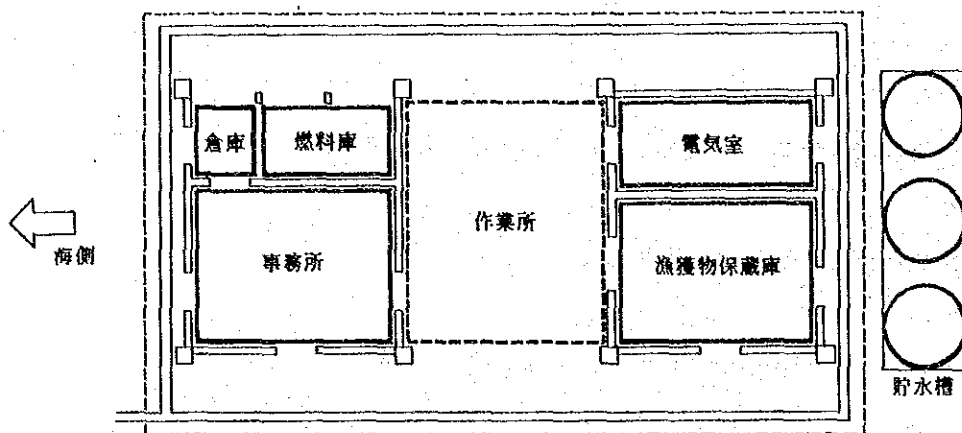 倉庫
燃料庫
電気室
作業所
海側
事務所
漁獲物保蔵庫
貯水槽